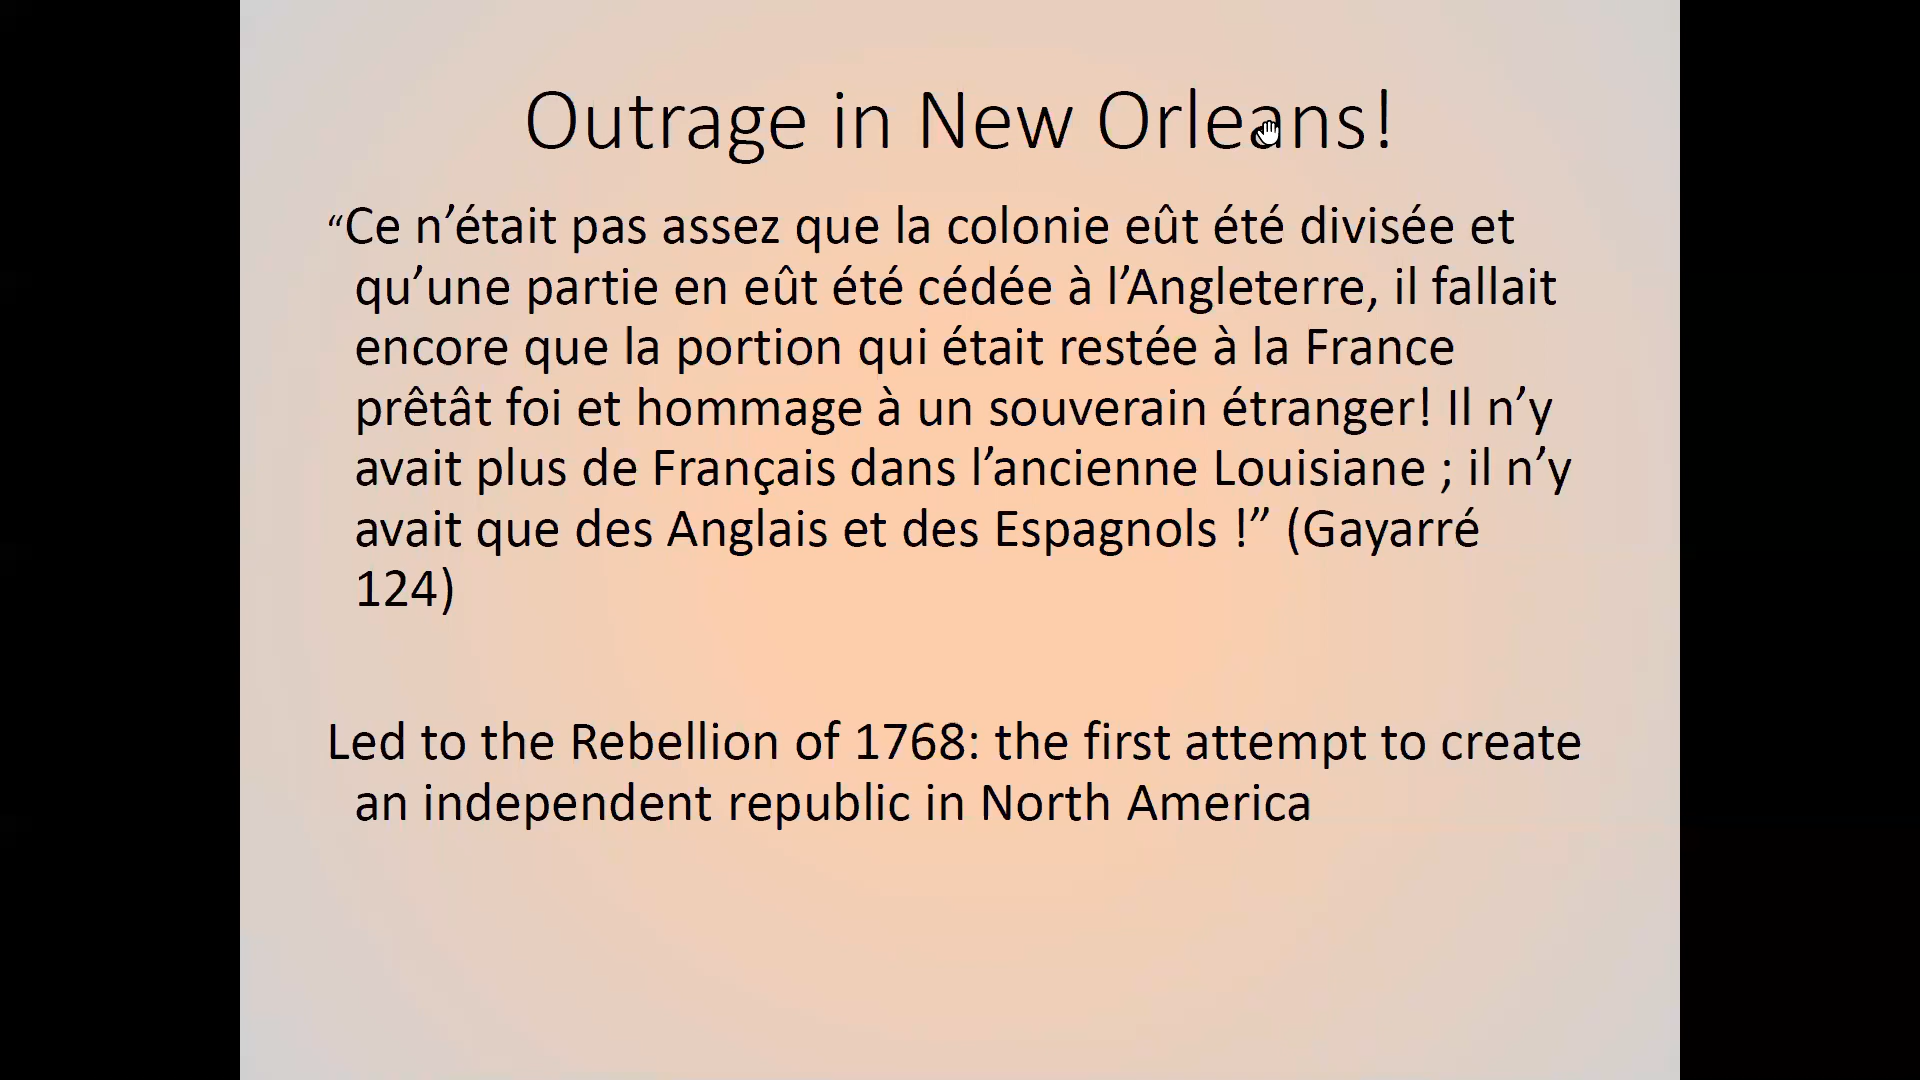 Outrage in New Orleans!
“Ce n’était pas assez que la colonie eût été divisée et
qu’une partie en eût été cédée à l’Angleterre, il fallait
encore que la portion qui était restée à la France
prêtât foi et hommage à un souverain étranger! Il n’y
avait plus de Français dans l’ancienne Louisiane ; il n’y
avait que des Anglais et des Espagnols !” (Gayarré
124)
Led to the Rebellion of 1768: the first attempt to create
an independent republic in North America